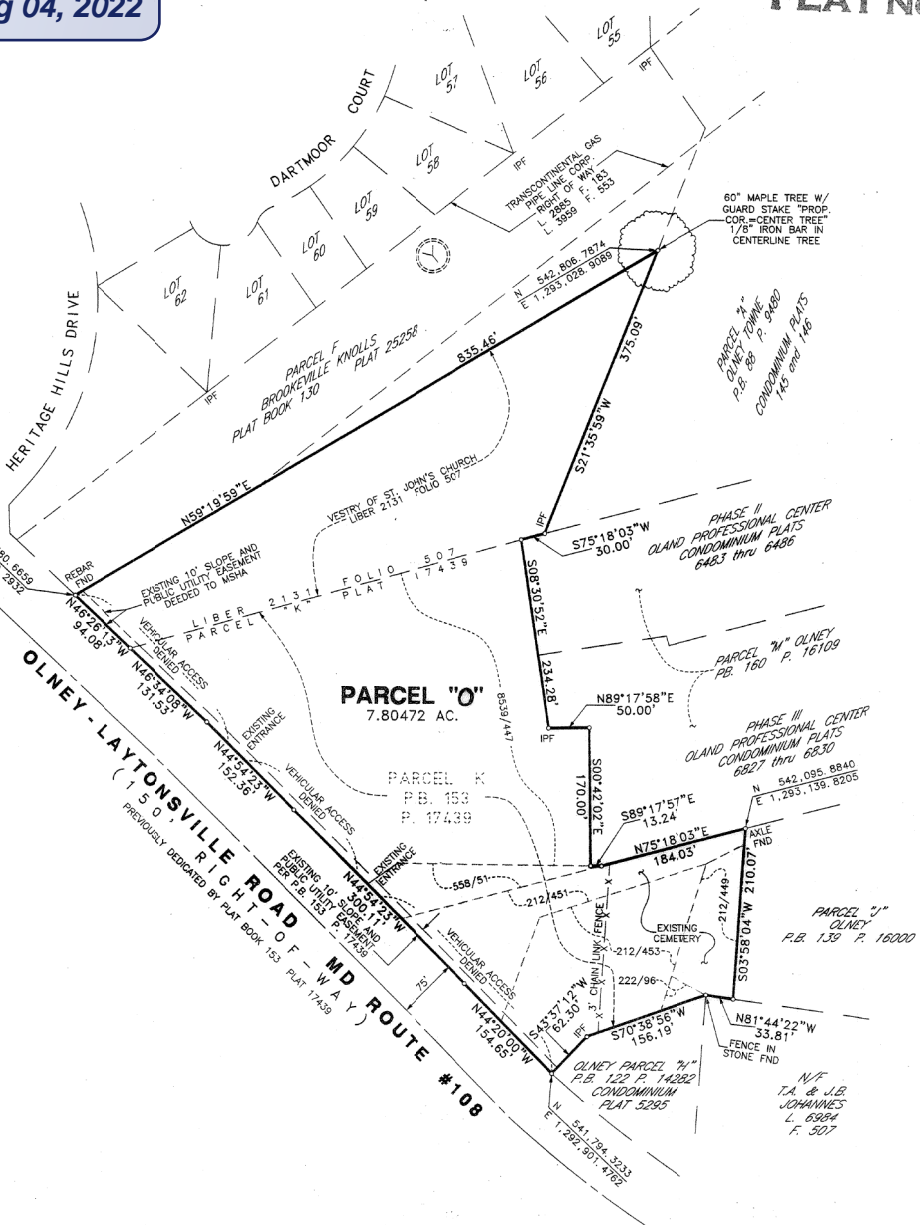 g 04, 2022
PLAT No
LOT
55
LOT
56
LOT
57
LOT
58
LOT
59
LOT
60
LOT
61
LOT
62
IPF
IPF
IPF
DARTMOOR COURT
HERITAGE HILLS DRIVE
TRANSCONTINENTAL GAS
PIPE LINE CORP.
RIGHT OF WAY
L. 2885 F. 183
L. 3959 F. 553
60" MAPLE TREE W/
GUARD STAKE "PROP.
COR.=CENTER TREE"
1/8" IRON BAR IN
CENTERLINE TREE
N 542,806.7874
E 1,293,028.9089
PARCEL F
BROOKEVILLE KNOLLS
PLAT BOOK 130 PLAT 25258
835.46'
N59°19'59"E
375.09'
S21°35'59"W
PARCEL "A"
OLNEY TOWNE
P.B. 88 P. 9480
CONDOMINIUM PLATS
145 and 146
VESTRY OF ST. JOHN'S CHURCH
LIBER 2131 FOLIO 507
IPF
S75°18'03"W
30.00'
PHASE II
OLAND PROFESSIONAL CENTER
CONDOMINIUM PLATS
6483 thru 6486
80.6659
2932
REBAR
FND
EXISTING 10' SLOPE AND
PUBLIC UTILITY EASEMENT
DEEDED TO MSHA
LIBER 2131 FOLIO 507
PARCEL "K" PLAT 17439
N46°26'13"W
94.08'
VEHICULAR ACCESS
DENIED
N46°34'08"W
131.53'
S08°30'52"E
234.28'
PARCEL "M" OLNEY
PB. 160 P. 16109
PARCEL "O"
7.80472 AC.
8539/447
N89°17'58"E
50.00'
IPF
EXISTING
ENTRANCE
N44°54'23"W
152.36'
VEHICULAR ACCESS
DENIED
PHASE III
OLAND PROFESSIONAL CENTER
CONDOMINIUM PLATS
6827 thru 6830
S00°42'02"E
170.00'
PARCEL K
P.B. 153
P. 17439
N 542,095.8840
E 1,293,139.8205
S89°17'57"E
13.24'
N75°18'03"E
184.03'
AXLE
FND
EXISTING
ENTRANCE
EXISTING 10' SLOPE AND
PUBLIC UTILITY EASEMENT
PER P.B. 153 P. 17439
N44°54'23"W
300.11'
558/51
212/451
212/449
S03°58'04"W 210.07'
3' CHAIN LINK FENCE
EXISTING
CEMETERY
212/453
222/96
PARCEL "J"
OLNEY
P.B. 139 P. 16000
OLNEY-LAYTONSVILLE ROAD MD ROUTE #108
(150' RIGHT-OF-WAY)
PREVIOUSLY DEDICATED BY PLAT BOOK 153 PLAT 17439
75'
VEHICULAR ACCESS
DENIED
N44°20'00"W
154.65'
S43°37'12"W
62.30'
IPF
S70°38'56"W
156.19'
N81°44'22"W
33.81'
FENCE IN
STONE FND
OLNEY PARCEL "H"
P.B. 122 P. 14282
CONDOMINIUM
PLAT 5295
N/F
T.A. & J.B.
JOHANNES
L. 6984
F. 507
N 541,794.3233
E 1,292,901.4762